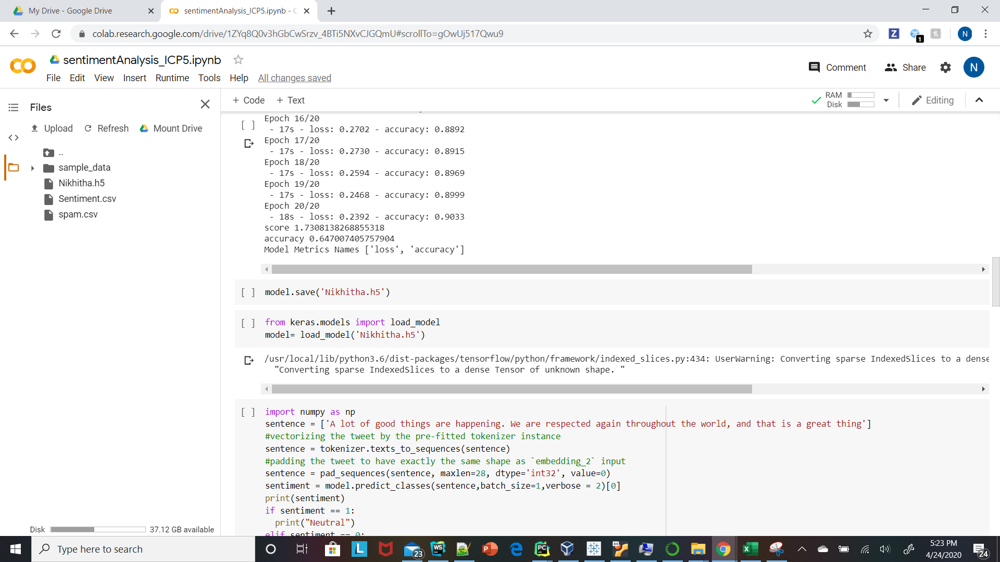 My Drive - Google Drive
sentimentAnalysis_ICP5.ipynb - C
colab.research.google.com/drive/1ZYq8Q0v3hGbCwSrzv_4BTi5NXvCJGQmU#scrollTo=gOwUj517Qwu9
Z
1
N
sentimentAnalysis_ICP5.ipynb
File Edit View Insert Runtime Tools Help All changes saved
Comment Share N
Files
Upload Refresh Mount Drive
..
sample_data
Nikhitha.h5
Sentiment.csv
spam.csv
Disk 37.12 GB available
+ Code + Text
RAM
Disk
Editing
[ ] Epoch 16/20
- 17s - loss: 0.2702 - accuracy: 0.8892
Epoch 17/20
- 17s - loss: 0.2730 - accuracy: 0.8915
Epoch 18/20
- 17s - loss: 0.2594 - accuracy: 0.8969
Epoch 19/20
- 17s - loss: 0.2468 - accuracy: 0.8999
Epoch 20/20
- 18s - loss: 0.2392 - accuracy: 0.9033
score 1.7308138268855318
accuracy 0.647007405757904
Model Metrics Names ['loss', 'accuracy']
[ ] model.save('Nikhitha.h5')
[ ] from keras.models import load_model
model= load_model('Nikhitha.h5')
/usr/local/lib/python3.6/dist-packages/tensorflow/python/framework/indexed_slices.py:434: UserWarning: Converting sparse IndexedSlices to a dense
"Converting sparse IndexedSlices to a dense Tensor of unknown shape. "
[ ] import numpy as np
sentence = ['A lot of good things are happening. We are respected again throughout the world, and that is a great thing']
#vectorizing the tweet by the pre-fitted tokenizer instance
sentence = tokenizer.texts_to_sequences(sentence)
#padding the tweet to have exactly the same shape as `embedding_2` input
sentence = pad_sequences(sentence, maxlen=28, dtype='int32', value=0)
sentiment = model.predict_classes(sentence,batch_size=1,verbose = 2)[0]
print(sentiment)
if sentiment == 1:
print("Neutral")
elif sentiment == 0:
Type here to search
L
23
WS
P
PC
64
X
5:23 PM
4/24/2020
24